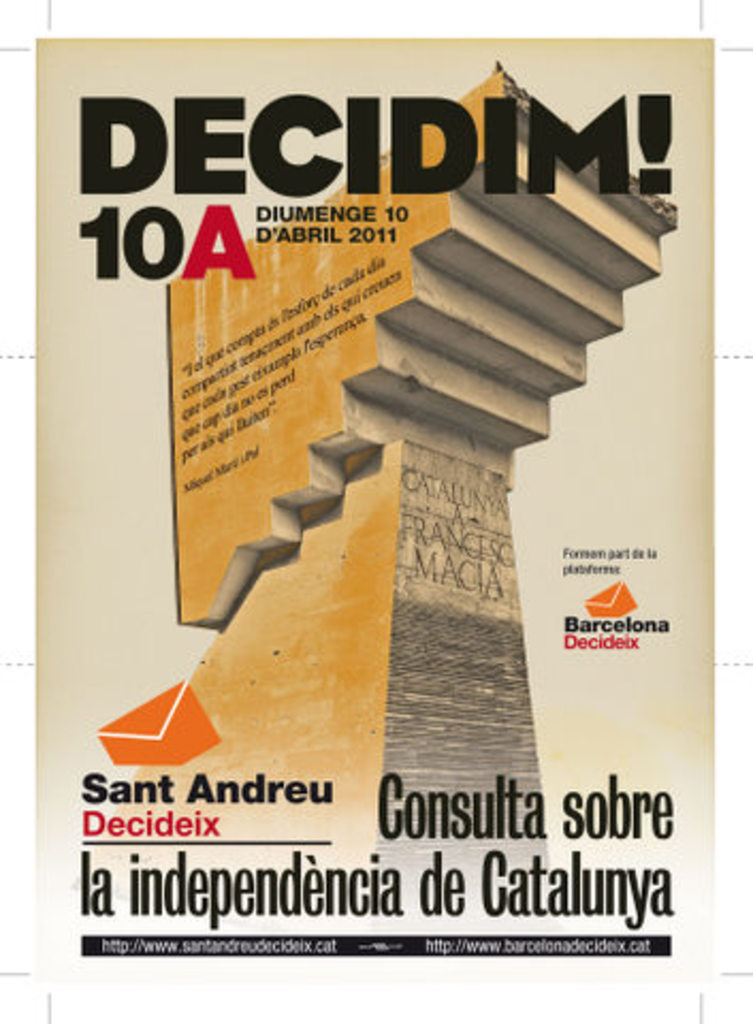 DECIDIM!
10A
DIUMENGE 10
D'ABRIL 2011
"I el que compta és l'esforç de cada dia
compartint tenaçment amb els qui creuen
que cada gest eixampla l'esperança,
que cap dia no es perd
per als qui lluiten".
Miquel Martí i Pol
CATALUNYA
A
FRANCESC
MACIÀ
Formem part de la
plataforma:
Barcelona
Decideix
Sant Andreu
Decideix
Consulta sobre
la independència de Catalunya
http://www.santandreudecideix.cat
http://www.barcelonadecideix.cat